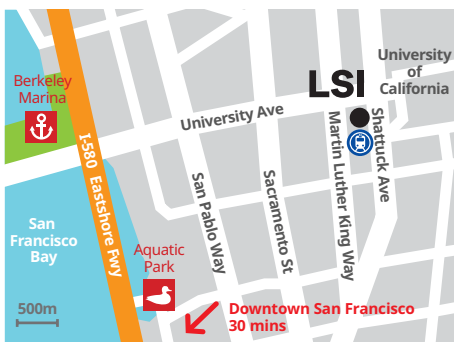 University
of
California
LSI
Berkeley
Marina
University Ave
Shattuck Ave
Martin Luther King Way
I-580 Eastshore Fwy
San Pablo Way
Sacramento St
San
Francisco
Bay
Aquatic
Park
500m
Downtown San Francisco
30 mins